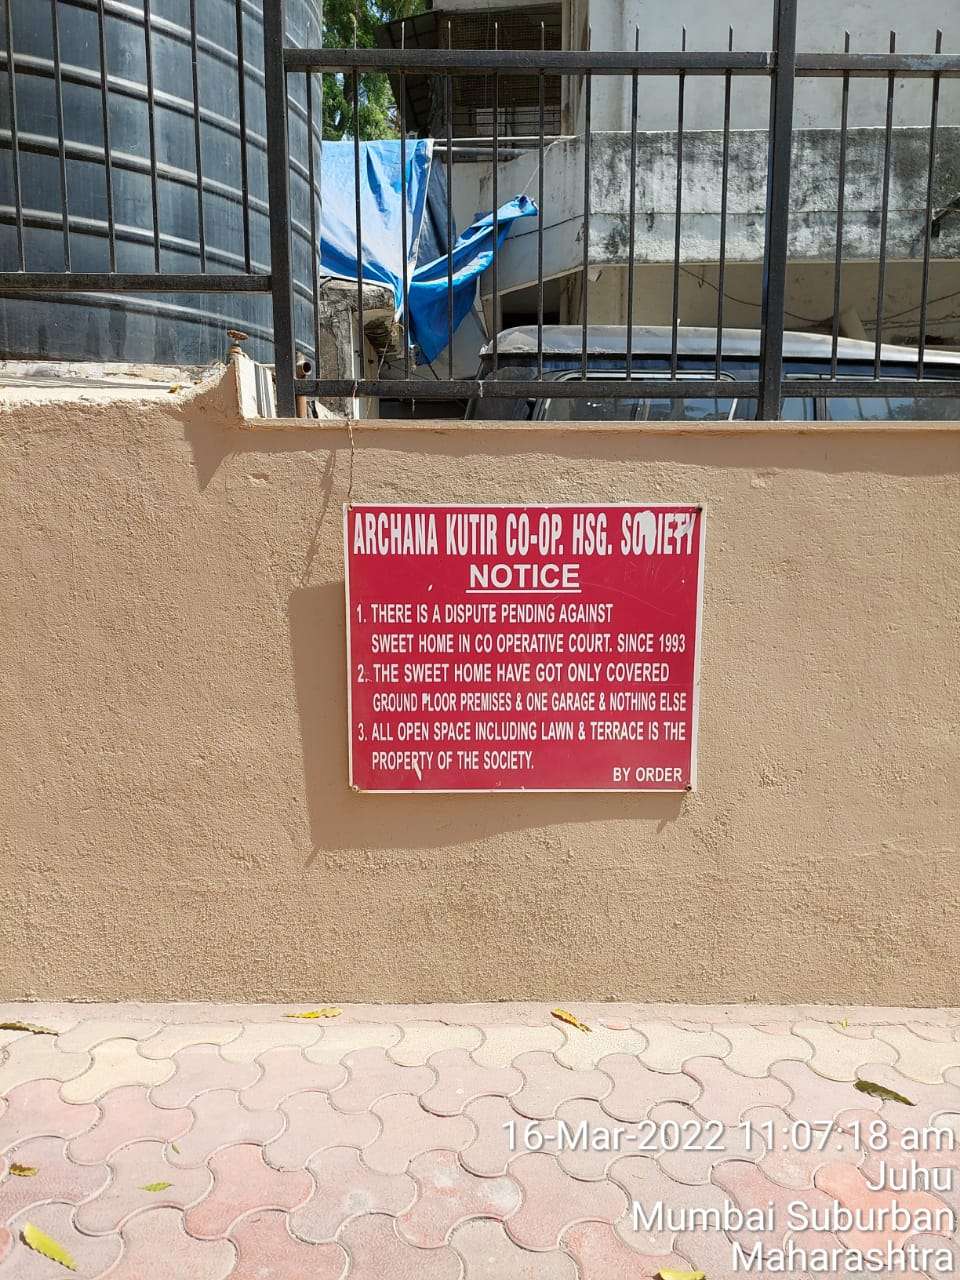 ARCHANA KUTIR CO-OP. HSG. SOCIETY
NOTICE
1. THERE IS A DISPUTE PENDING AGAINST
SWEET HOME IN CO OPERATIVE COURT. SINCE 1993
2. THE SWEET HOME HAVE GOT ONLY COVERED
GROUND FLOOR PREMISES & ONE GARAGE & NOTHING ELSE
3. ALL OPEN SPACE INCLUDING LAWN & TERRACE IS THE
PROPERTY OF THE SOCIETY.
BY ORDER
16-Mar-2022 11:07:18 am
Juhu
Mumbai Suburban
Maharashtra